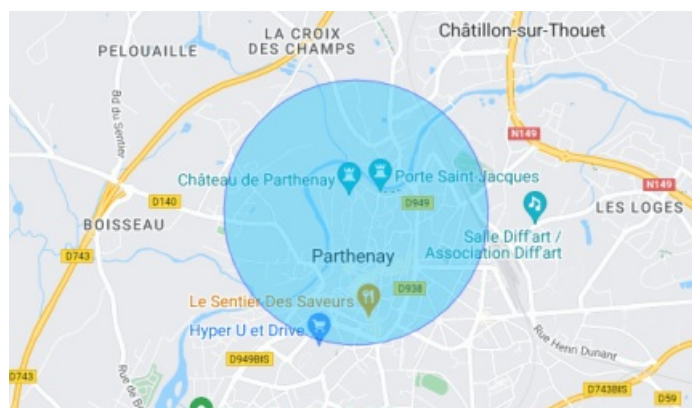 LA CROIX
DES CHAMPS
Châtillon-sur-Thouet
PELOUAILLE
Bd du Sentier
N149
Château de Parthenay
Porte Saint-Jacques
N149
D140
D949
LES LOGES
BOISSEAU
Salle Diff'art /
Association Diff'art
D743
Parthenay
D938
Le Sentier Des Saveurs
Hyper U et Drive
Rue Henri Dunant
D949BIS
D743
Rue de B
D743BIS
D59